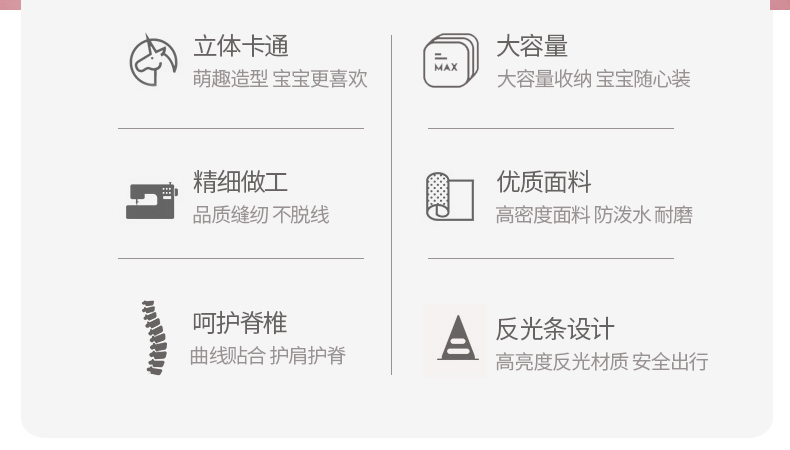 立体卡通
萌趣造型 宝宝更喜欢
MAX
大容量
大容量收纳 宝宝随心装
精细做工
品质缝纫 不脱线
优质面料
高密度面料 防泼水 耐磨
呵护脊椎
曲线贴合 护肩护脊
反光条设计
高亮度反光材质 安全出行